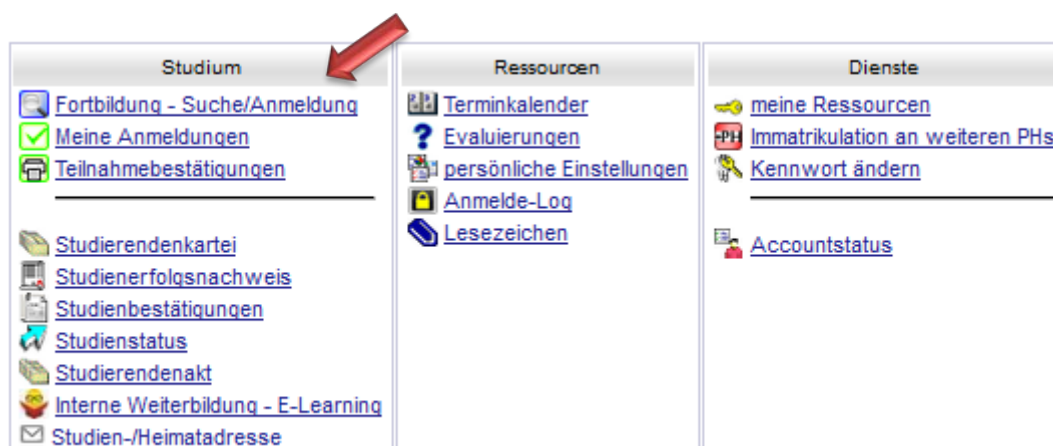 Studium
Fortbildung - Suche/Anmeldung
Meine Anmeldungen
Teilnahmebestätigungen
Studierendenkartei
Studienerfolgsnachweis
Studienbestätigungen
Studienstatus
Studierendenakt
Interne Weiterbildung - E-Learning
Studien-/Heimatadresse
Ressourcen
Terminkalender
Evaluierungen
persönliche Einstellungen
Anmelde-Log
Lesezeichen
Dienste
meine Ressourcen
-PH Immatrikulation an weiteren PHs
Kennwort ändern
Accountstatus